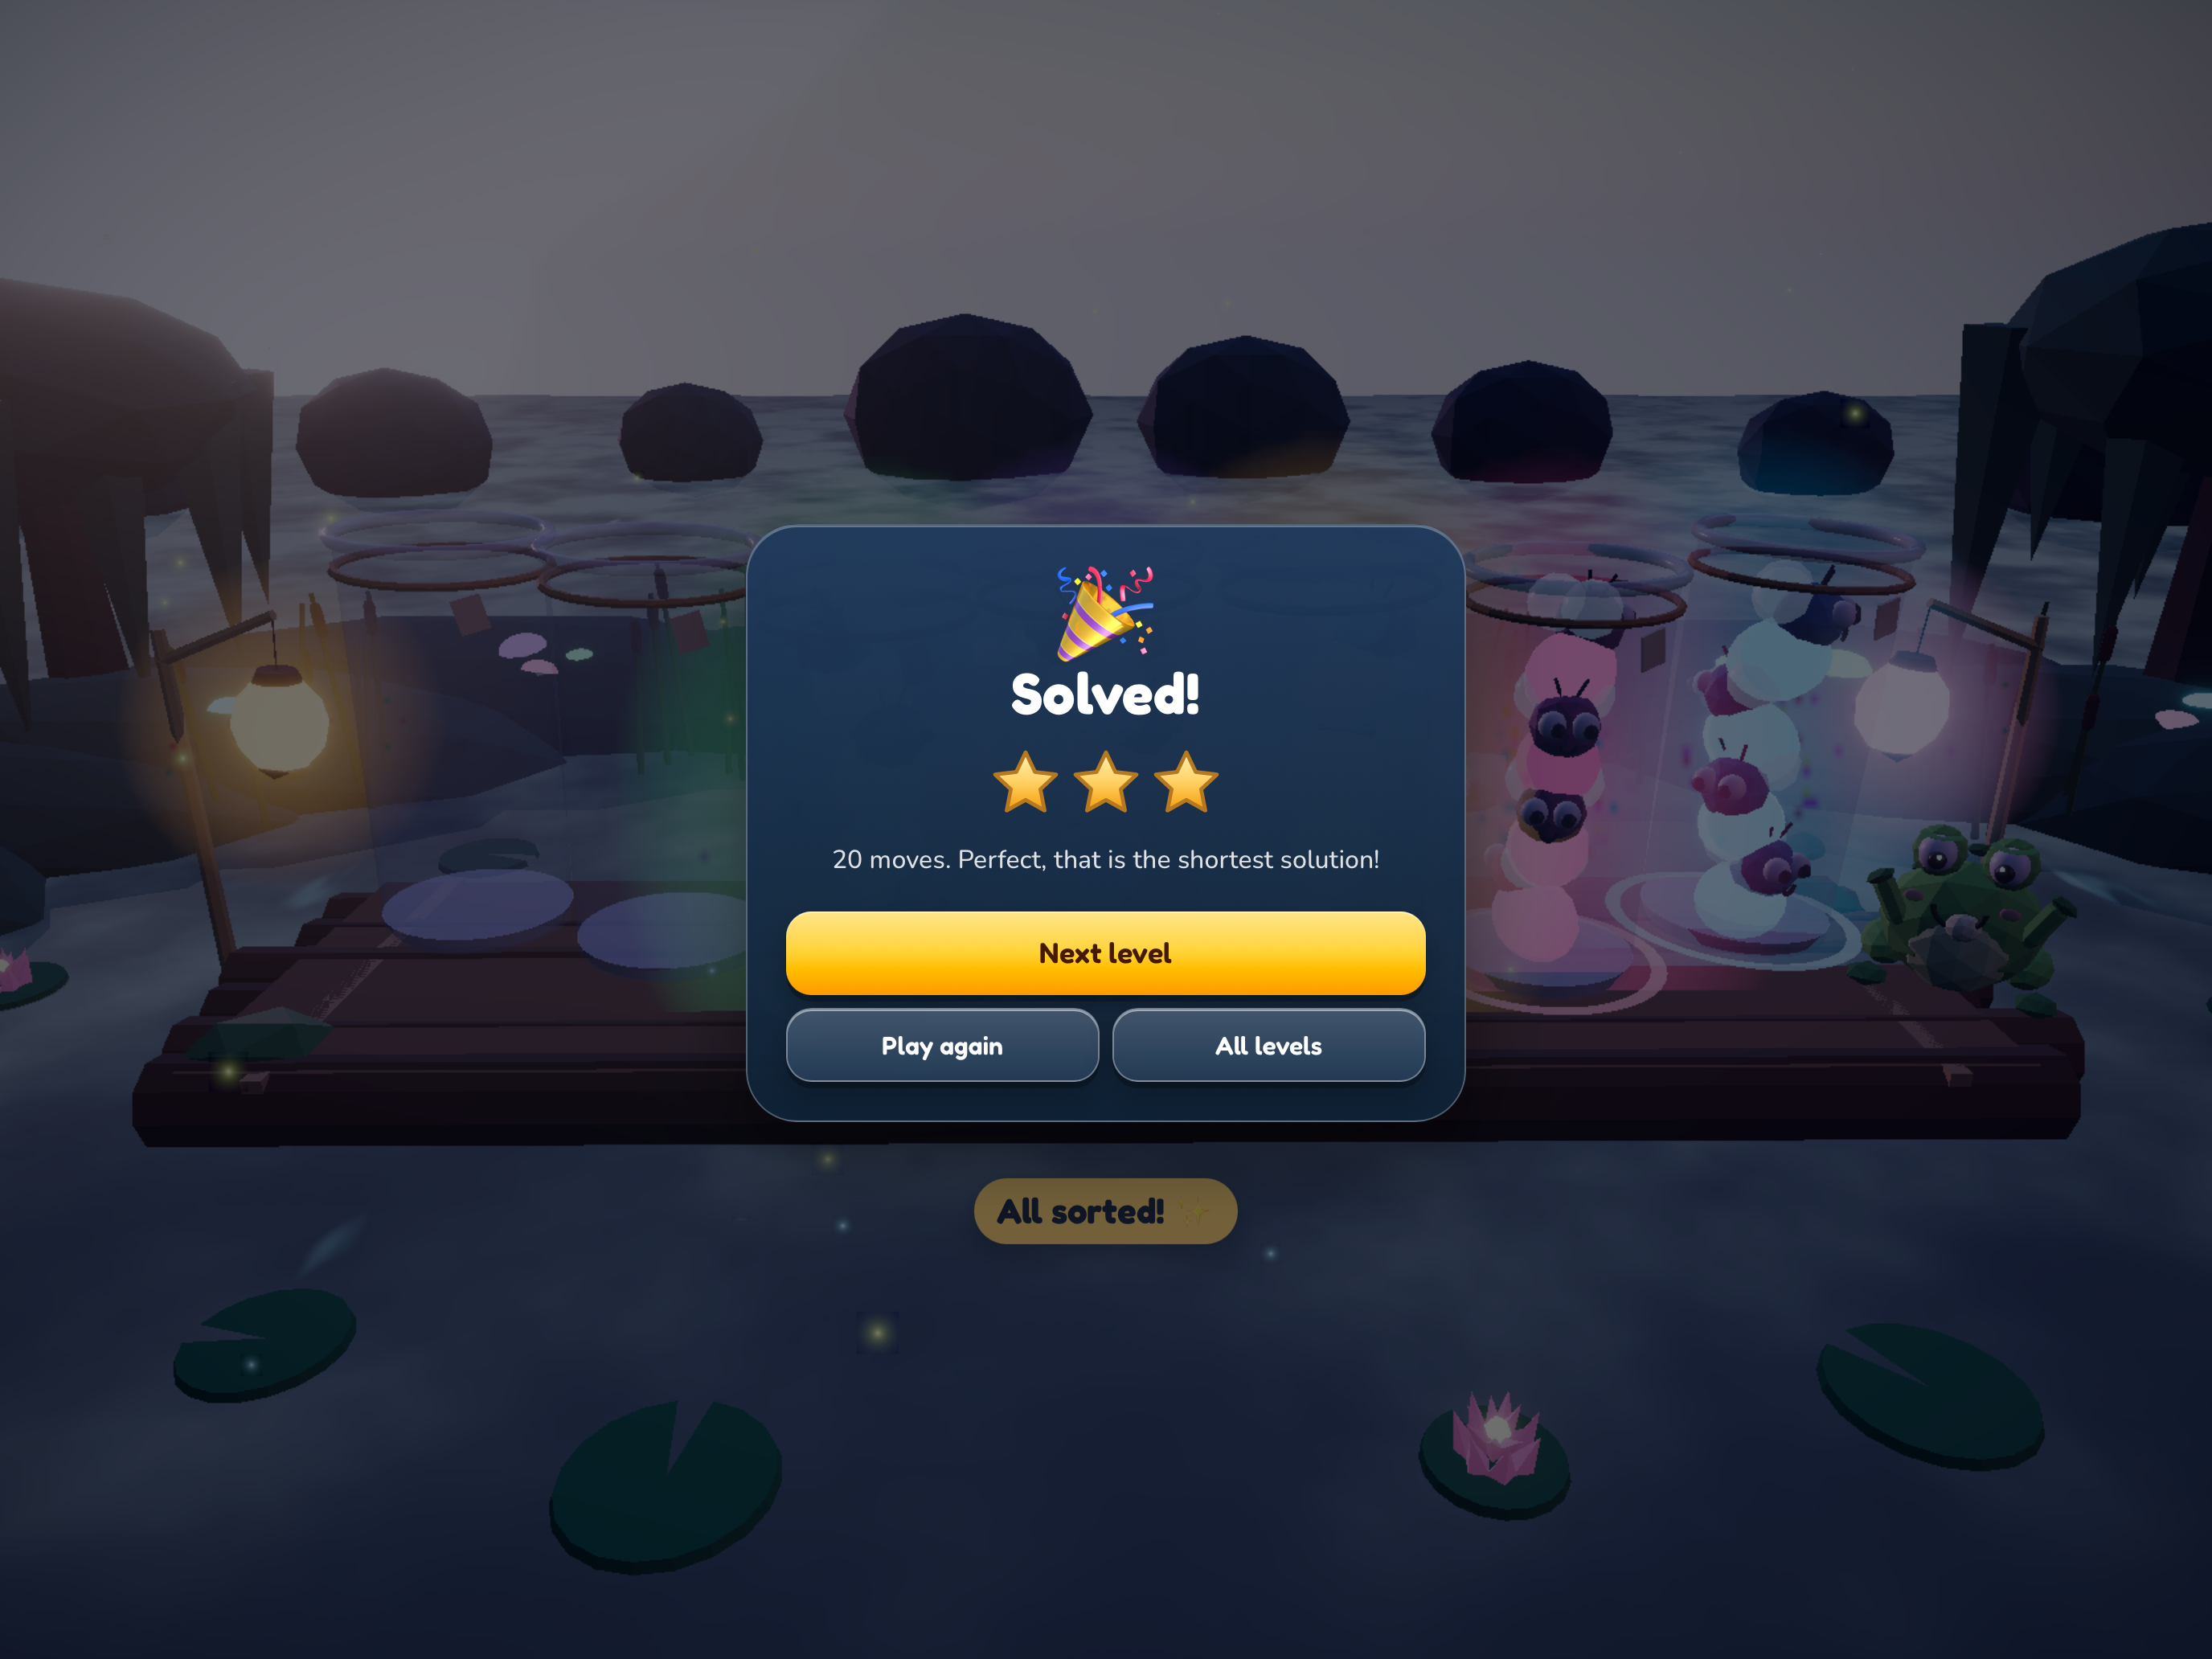 Solved!
20 moves. Perfect, that is the shortest solution!
Next level
Play again
All levels
All sorted!